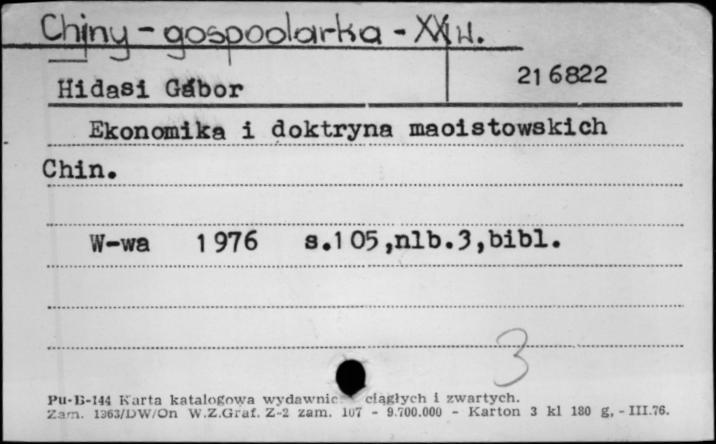 Chiny - gospodarka - XX w.
216822
Hidasi Gábor
Ekonomika i doktryna maoistowskich
Chin.
W-wa 1976 s.105,nlb.3,bibl.
3
Pu-B-144 Karta katalogowa wydawnic ciągłych i zwartych.
Zam. 1363/DW/On W.Z.Graf. Z-2 zam. 107 - 9.700.000 - Karton 3 kl 180 g, - III.76.